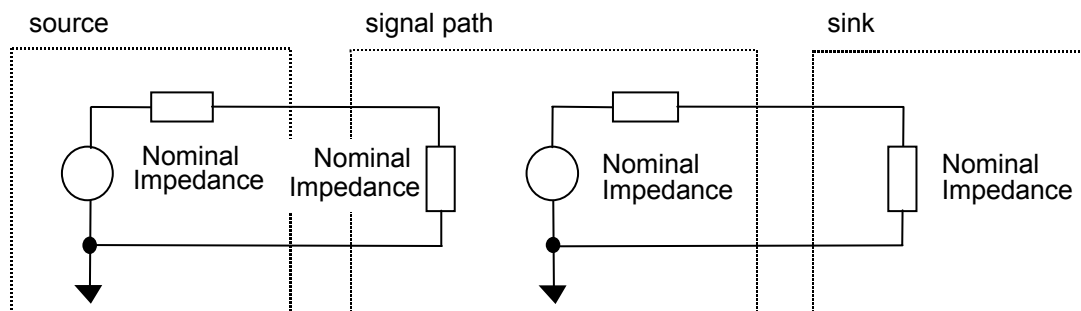 source
signal path
sink
Nominal
Impedance
Nominal
Impedance
Nominal
Impedance
Nominal
Impedance